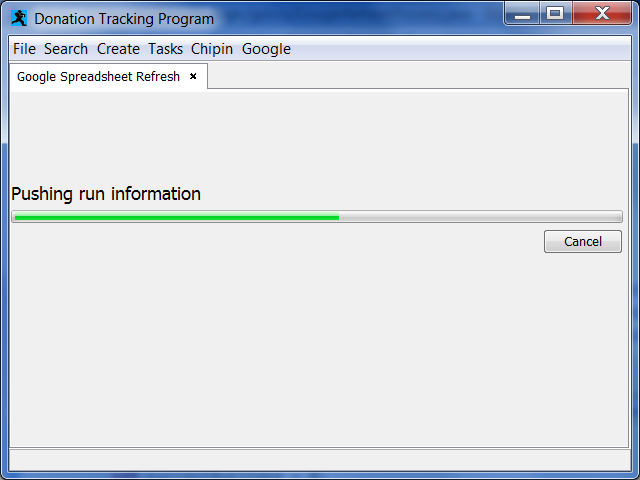 Donation Tracking Program
File Search Create Tasks Chipin Google
Google Spreadsheet Refresh
Pushing run information
Cancel